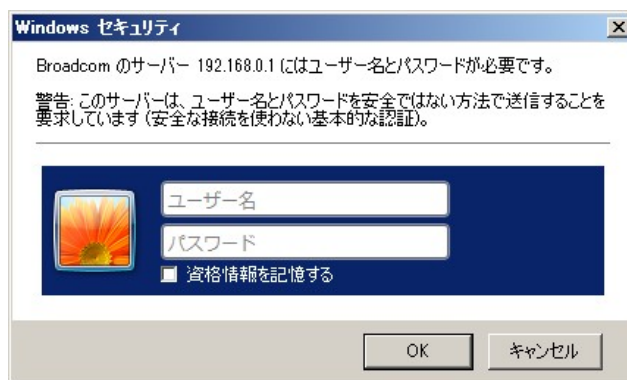 Windows セキュリティ
Broadcom のサーバー 192.168.0.1 にはユーザー名とパスワードが必要です。
警告: このサーバーは、ユーザー名とパスワードを安全ではない方法で送信することを
要求しています (安全な接続を使わない基本的な認証)。
ユーザー名
パスワード
資格情報を記憶する
OK
キャンセル